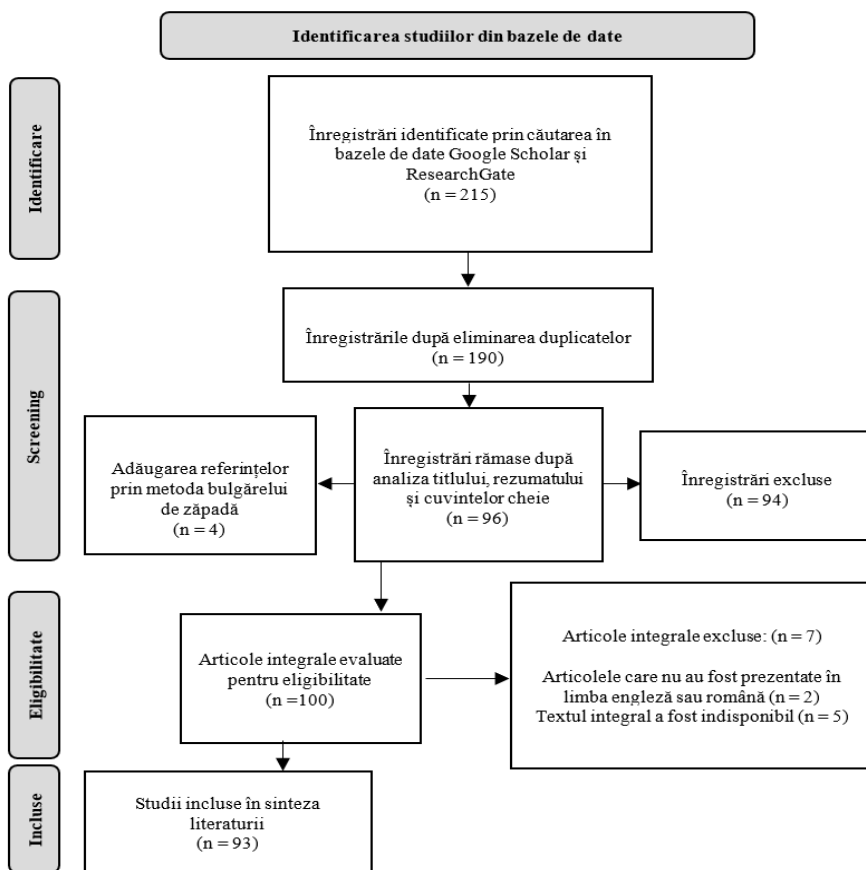 Identificarea studiilor din bazele de date
Identificare
Înregistrări identificate prin căutarea în
bazele de date Google Scholar și
ResearchGate
(n = 215)
Screening
Înregistrările după eliminarea duplicatelor
(n = 190)
Adăugarea referințelor
prin metoda bulgărelui
de zăpadă
(n = 4)
Înregistrări rămase după
analiza titlului, rezumatului
și cuvintelor cheie
(n = 96)
Înregistrări excluse
(n = 94)
Eligibilitate
Articole integrale evaluate
pentru eligibilitate
(n =100)
Articole integrale excluse: (n = 7)
Articolele care nu au fost prezentate în
limba engleză sau română (n = 2)
Textul integral a fost indisponibil (n = 5)
Incluse
Studii incluse în sinteza
literaturii
(n = 93)